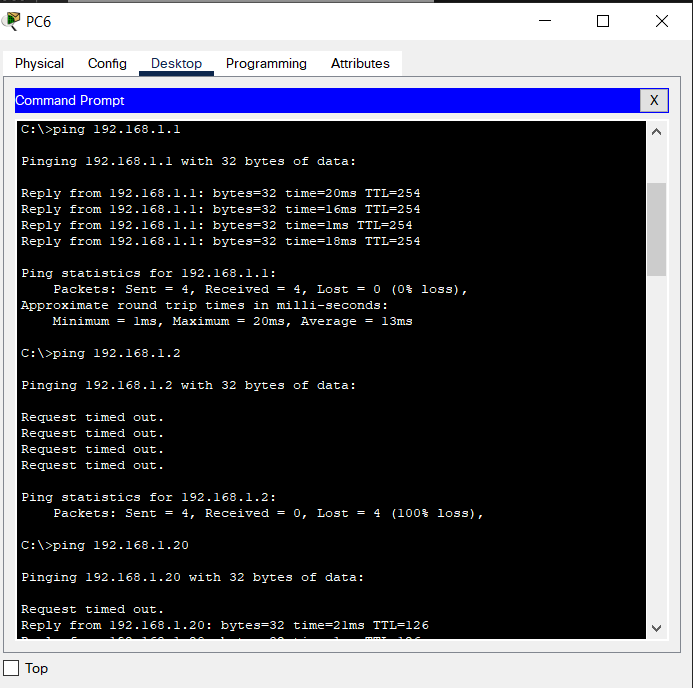 PC6
Physical Config Desktop Programming Attributes
Command Prompt X
C:\>ping 192.168.1.1
Pinging 192.168.1.1 with 32 bytes of data:
Reply from 192.168.1.1: bytes=32 time=20ms TTL=254
Reply from 192.168.1.1: bytes=32 time=16ms TTL=254
Reply from 192.168.1.1: bytes=32 time=1ms TTL=254
Reply from 192.168.1.1: bytes=32 time=18ms TTL=254
Ping statistics for 192.168.1.1:
Packets: Sent = 4, Received = 4, Lost = 0 (0% loss),
Approximate round trip times in milli-seconds:
Minimum = 1ms, Maximum = 20ms, Average = 13ms
C:\>ping 192.168.1.2
Pinging 192.168.1.2 with 32 bytes of data:
Request timed out.
Request timed out.
Request timed out.
Request timed out.
Ping statistics for 192.168.1.2:
Packets: Sent = 4, Received = 0, Lost = 4 (100% loss),
C:\>ping 192.168.1.20
Pinging 192.168.1.20 with 32 bytes of data:
Request timed out.
Reply from 192.168.1.20: bytes=32 time=21ms TTL=126
Top